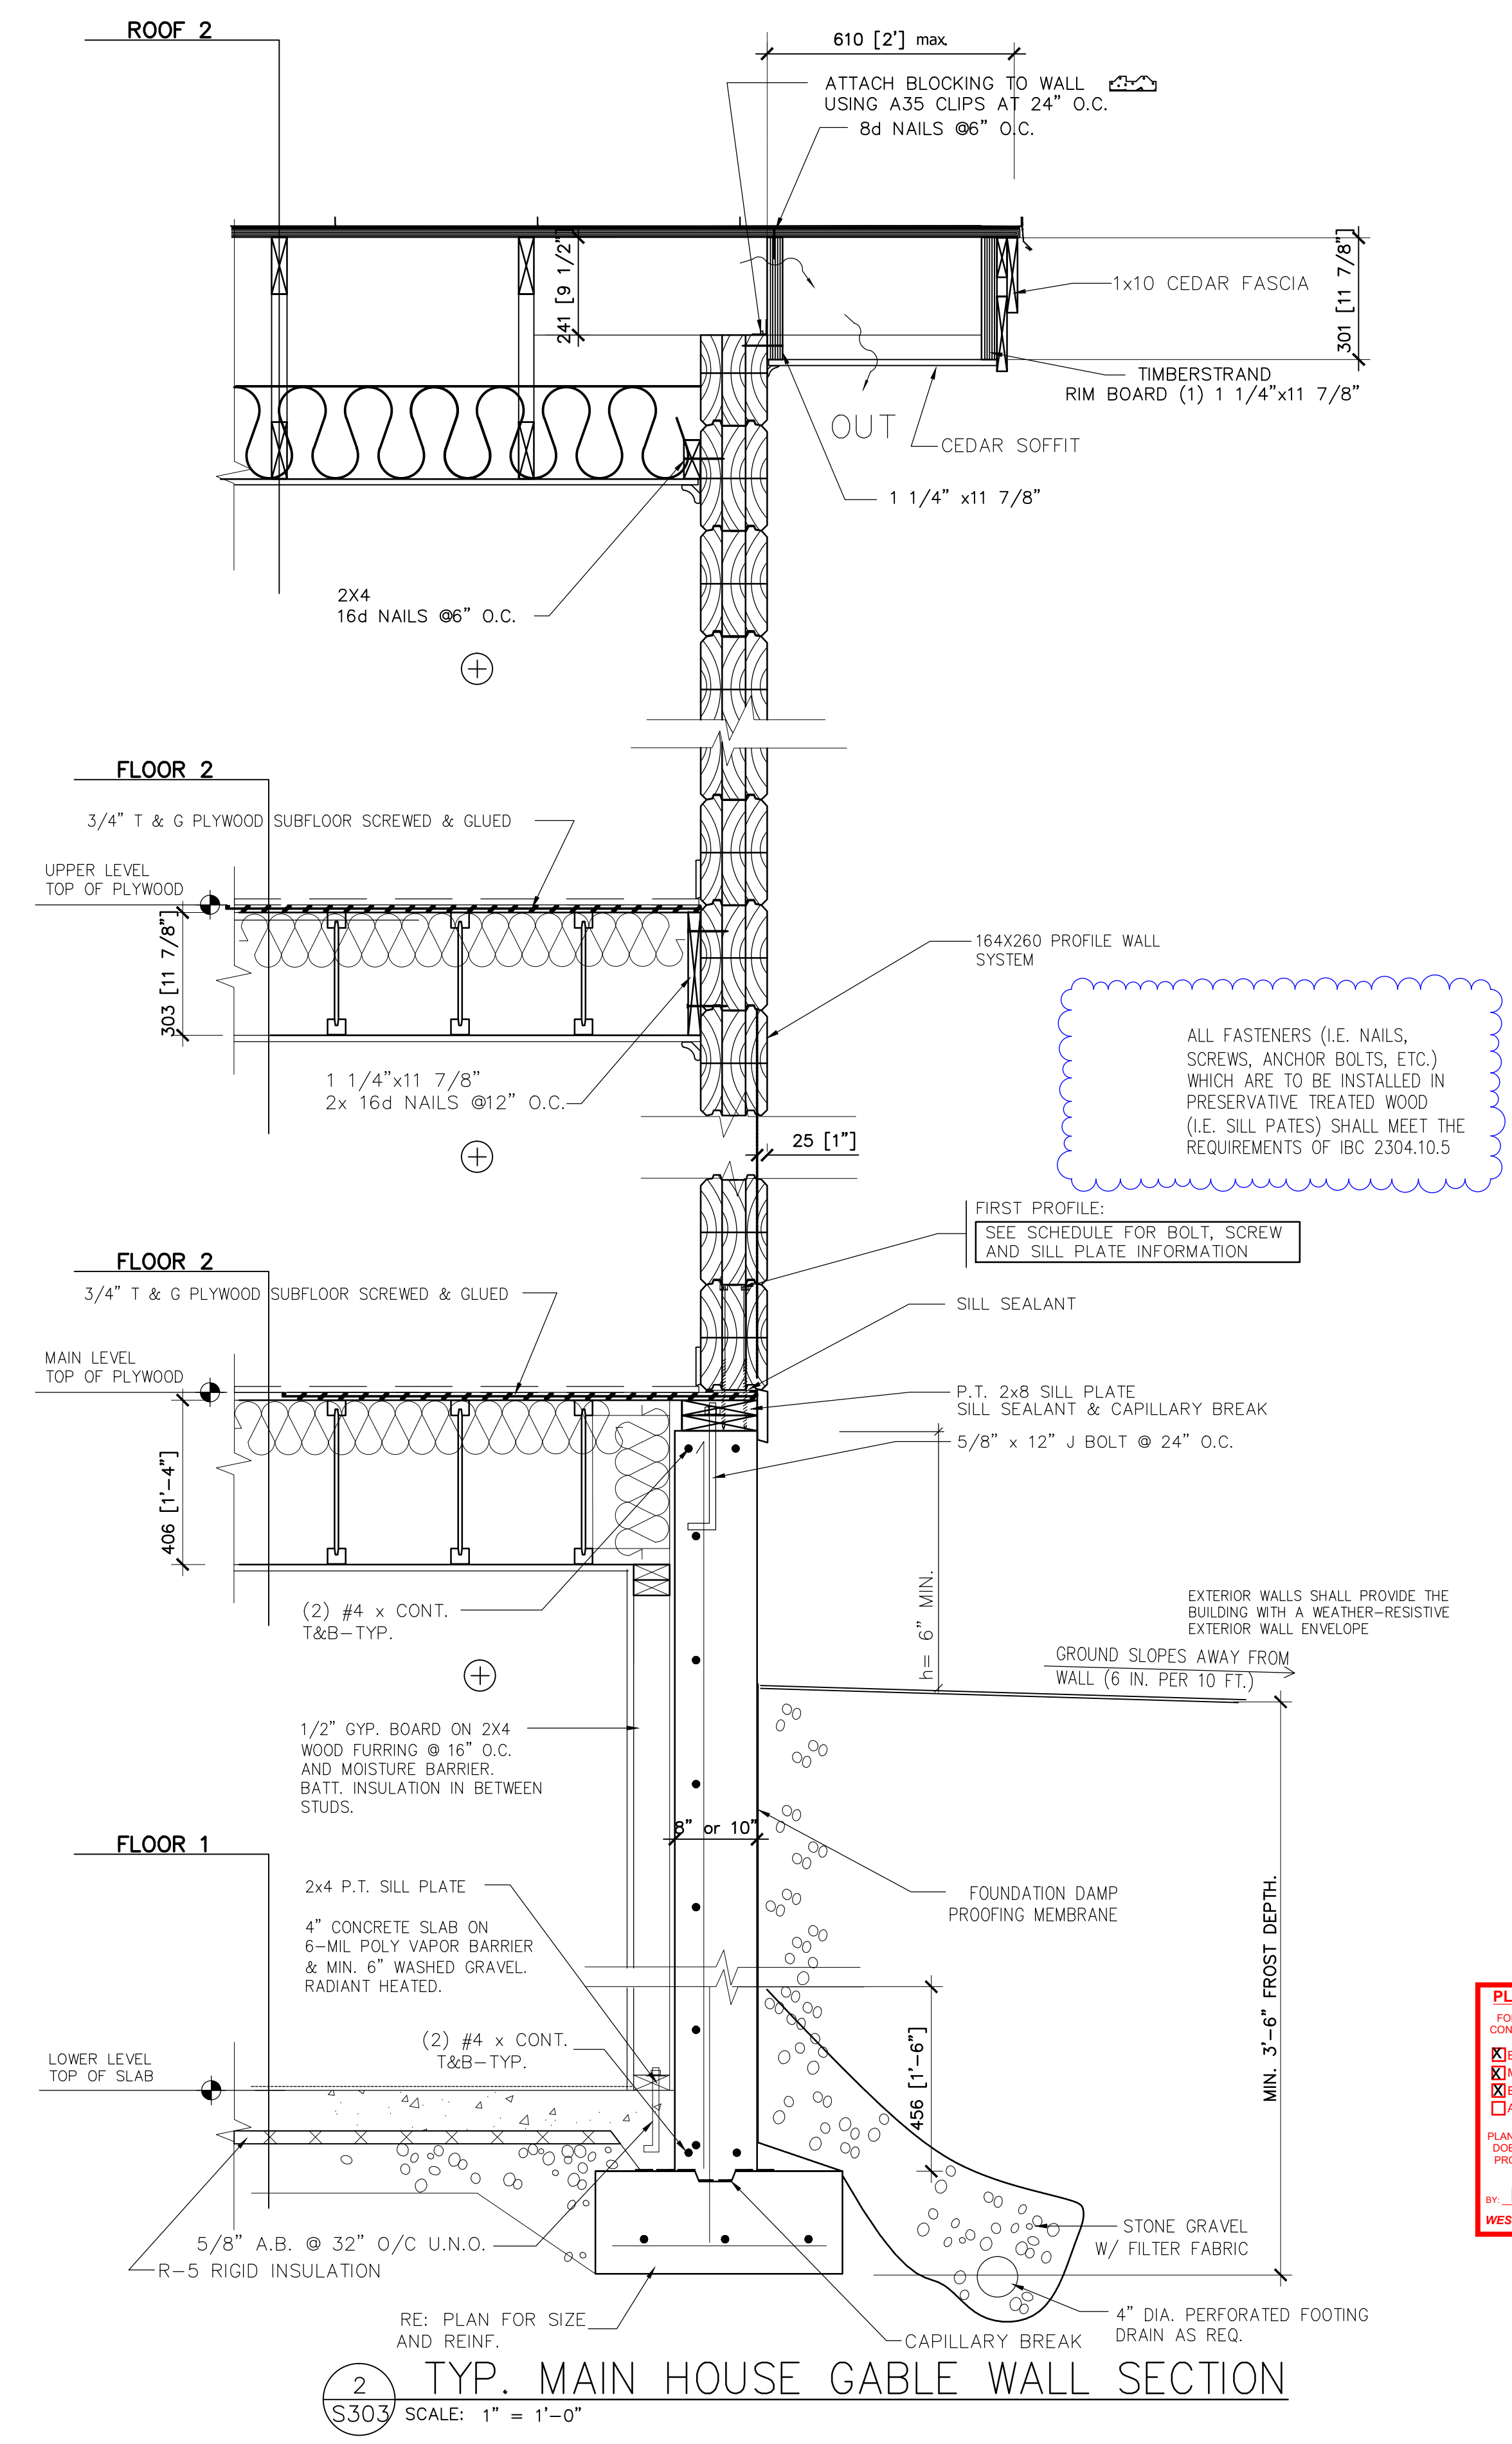 ROOF 2
610 [2'] max.
ATTACH BLOCKING TO WALL
USING A35 CLIPS AT 24" O.C.
8d NAILS @6" O.C.
241 [9 1/2"]
301 [11 7/8"]
1x10 CEDAR FASCIA
TIMBERSTRAND
RIM BOARD (1) 1 1/4"x11 7/8"
OUT
CEDAR SOFFIT
1 1/4" x11 7/8"
2X4
16d NAILS @6" O.C.
FLOOR 2
3/4" T & G PLYWOOD SUBFLOOR SCREWED & GLUED
UPPER LEVEL
TOP OF PLYWOOD
303 [11 7/8"]
164X260 PROFILE WALL
SYSTEM
1 1/4"x11 7/8"
2x 16d NAILS @12" O.C.
ALL FASTENERS (I.E. NAILS,
SCREWS, ANCHOR BOLTS, ETC.)
WHICH ARE TO BE INSTALLED IN
PRESERVATIVE TREATED WOOD
(I.E. SILL PATES) SHALL MEET THE
REQUIREMENTS OF IBC 2304.10.5
25 [1"]
FIRST PROFILE:
SEE SCHEDULE FOR BOLT, SCREW
AND SILL PLATE INFORMATION
FLOOR 2
3/4" T & G PLYWOOD SUBFLOOR SCREWED & GLUED
SILL SEALANT
MAIN LEVEL
TOP OF PLYWOOD
P.T. 2x8 SILL PLATE
SILL SEALANT & CAPILLARY BREAK
5/8" x 12" J BOLT @ 24" O.C.
406 [1'-4"]
h= 6" MIN.
(2) #4 x CONT.
T&B-TYP.
EXTERIOR WALLS SHALL PROVIDE THE
BUILDING WITH A WEATHER-RESISTIVE
EXTERIOR WALL ENVELOPE
GROUND SLOPES AWAY FROM
WALL (6 IN. PER 10 FT.)
1/2" GYP. BOARD ON 2X4
WOOD FURRING @ 16" O.C.
AND MOISTURE BARRIER.
BATT. INSULATION IN BETWEEN
STUDS.
8" or 10"
FLOOR 1
2x4 P.T. SILL PLATE
FOUNDATION DAMP
PROOFING MEMBRANE
4" CONCRETE SLAB ON
6-MIL POLY VAPOR BARRIER
& MIN. 6" WASHED GRAVEL.
RADIANT HEATED.
MIN. 3'-6" FROST DEPTH.
(2) #4 x CONT.
T&B-TYP.
456 [1'-6"]
LOWER LEVEL
TOP OF SLAB
5/8" A.B. @ 32" O/C U.N.O.
R-5 RIGID INSULATION
STONE GRAVEL
W/ FILTER FABRIC
RE: PLAN FOR SIZE
AND REINF.
4" DIA. PERFORATED FOOTING
DRAIN AS REQ.
CAPILLARY BREAK
2
S303
TYP. MAIN HOUSE GABLE WALL SECTION
SCALE: 1" = 1'-0"
BY: